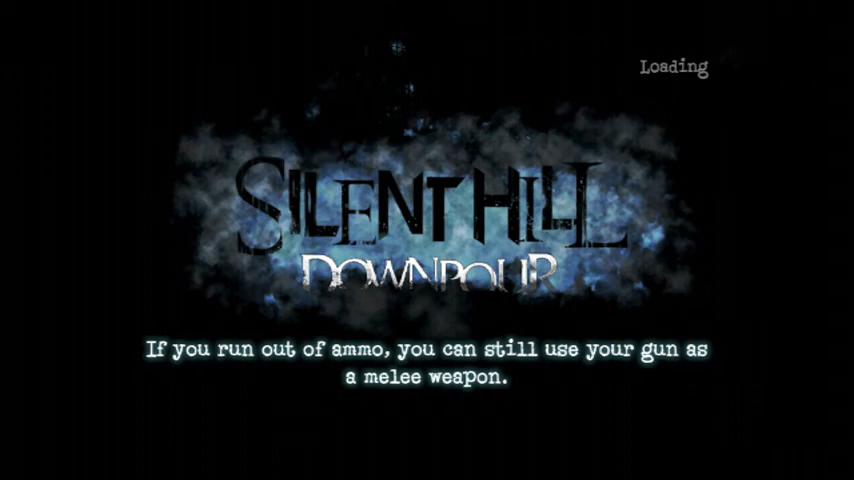 Loading
SILENT HILL
DOWNPOUR
If you run out of ammo, you can still use your gun as
a melee weapon.